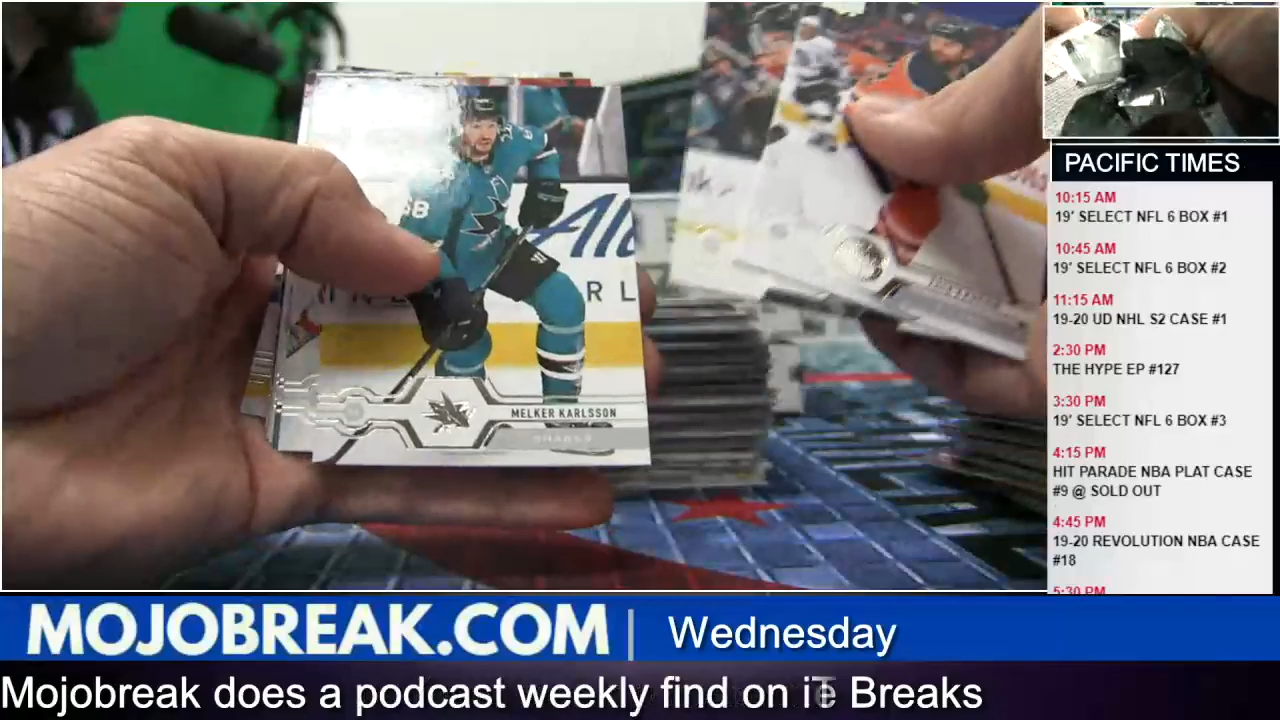 PACIFIC TIMES
10:15 AM
19' SELECT NFL 6 BOX #1
10:45 AM
19' SELECT NFL 6 BOX #2
11:15 AM
19-20 UD NHL S2 CASE #1
2:30 PM
THE HYPE EP #127
3:30 PM
19' SELECT NFL 6 BOX #3
4:15 PM
HIT PARADE NBA PLAT CASE
#9 @ SOLD OUT
4:45 PM
19-20 REVOLUTION NBA CASE
#18
5:30 PM
68
MELKER KARLSSON
SHARKS
MOJOBREAK.COM | Wednesday
Mojobreak does a podcast weekly find on Breaks